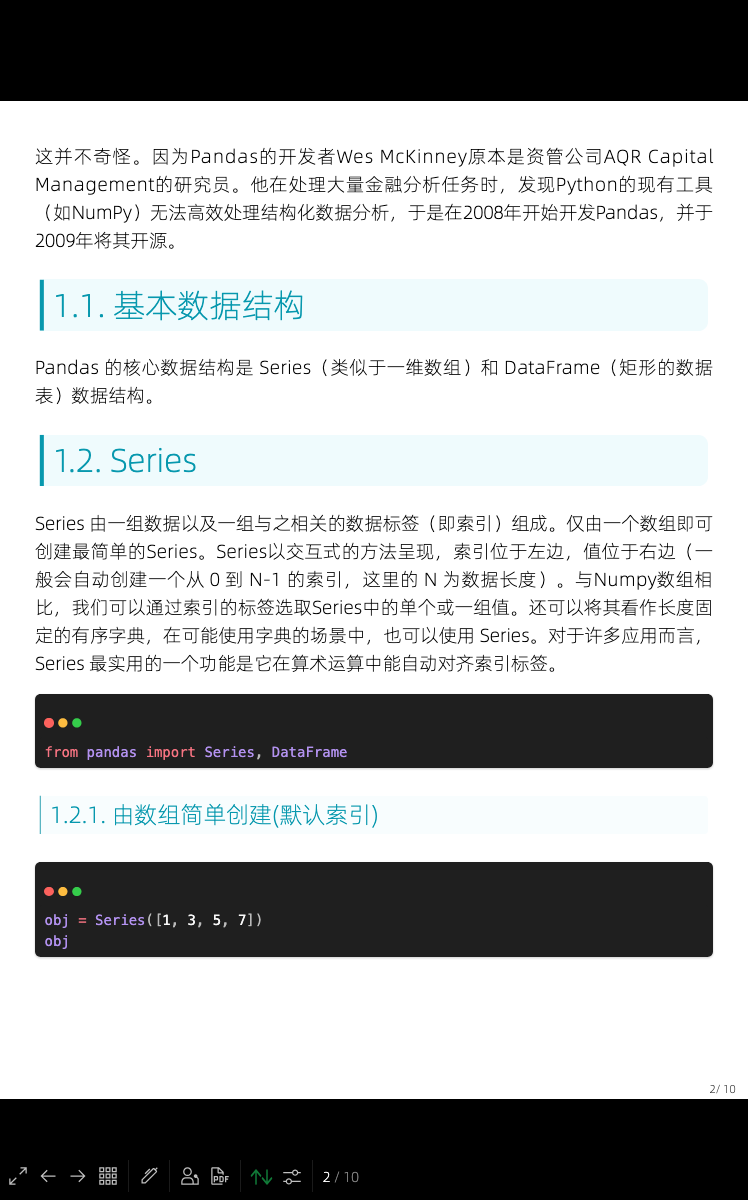 这并不奇怪。因为Pandas的开发者Wes McKinney原本是资管公司AQR Capital
Management的研究员。他在处理大量金融分析任务时，发现Python的现有工具
（如NumPy）无法高效处理结构化数据分析，于是在2008年开始开发Pandas，并于
2009年将其开源。
1.1. 基本数据结构
Pandas 的核心数据结构是 Series（类似于一维数组）和 DataFrame（矩形的数据
表）数据结构。
1.2. Series
Series 由一组数据以及一组与之相关的数据标签（即索引）组成。仅由一个数组即可
创建最简单的Series。Series以交互式的方法呈现，索引位于左边，值位于右边（一
般会自动创建一个从 0 到 N-1 的索引，这里的 N 为数据长度）。与Numpy数组相
比，我们可以通过索引的标签选取Series中的单个或一组值。还可以将其看作长度固
定的有序字典，在可能使用字典的场景中，也可以使用 Series。对于许多应用而言，
Series 最实用的一个功能是它在算术运算中能自动对齐索引标签。
from pandas import Series, DataFrame
1.2.1. 由数组简单创建(默认索引)
obj = Series([1, 3, 5, 7])
obj
2/ 10
PDF
2 / 10